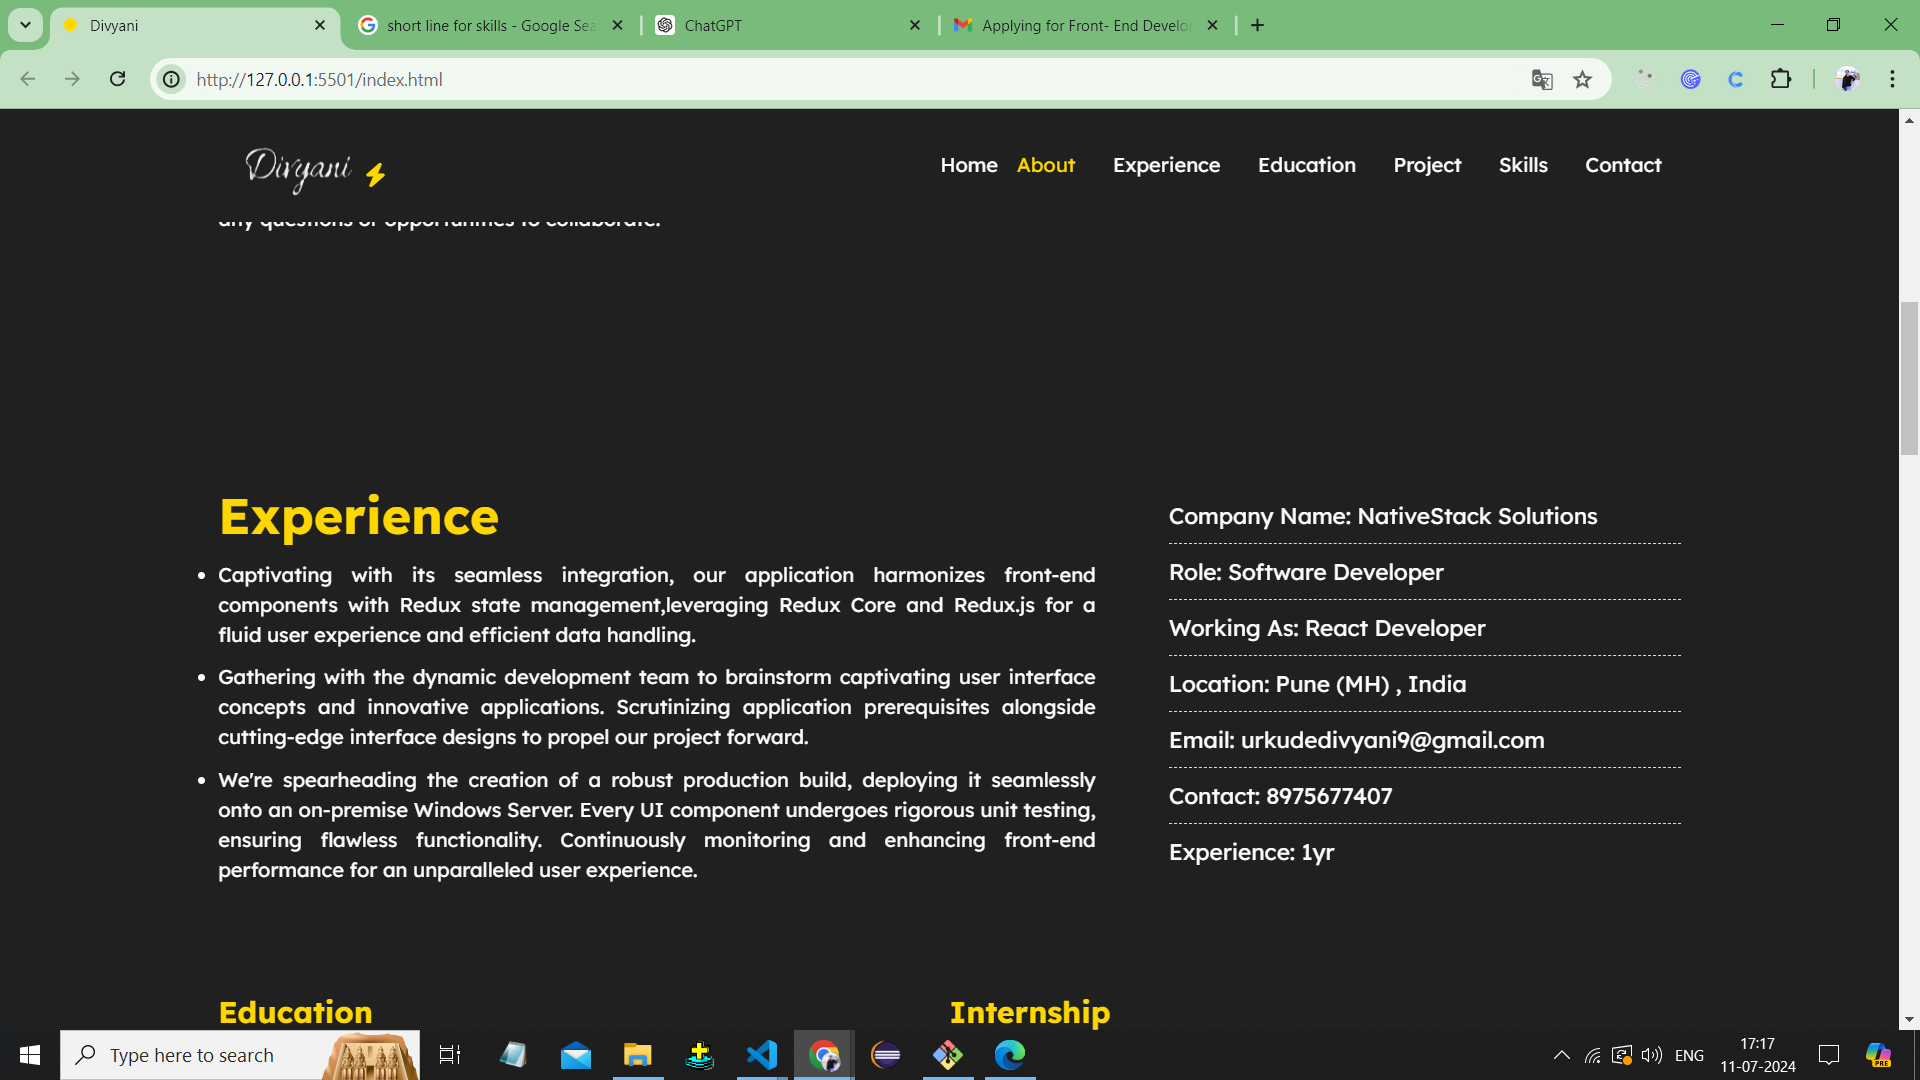 Divyani
short line for skills - Google Sea
ChatGPT
Applying for Front- End Develo
http://127.0.0.1:5501/index.html
Divyani
Home About Experience Education Project Skills Contact
any questions or opportunities to collaborate.
Experience
• Captivating with its seamless integration, our application harmonizes front-end
components with Redux state management,leveraging Redux Core and Redux.js for a
fluid user experience and efficient data handling.
• Gathering with the dynamic development team to brainstorm captivating user interface
concepts and innovative applications. Scrutinizing application prerequisites alongside
cutting-edge interface designs to propel our project forward.
• We're spearheading the creation of a robust production build, deploying it seamlessly
onto an on-premise Windows Server. Every UI component undergoes rigorous unit testing,
ensuring flawless functionality. Continuously monitoring and enhancing front-end
performance for an unparalleled user experience.
Company Name: NativeStack Solutions
Role: Software Developer
Working As: React Developer
Location: Pune (MH) , India
Email: urkudedivyani9@gmail.com
Contact: 8975677407
Experience: 1yr
Education
Internship
Type here to search
ENG
17:17
11-07-2024
PRE